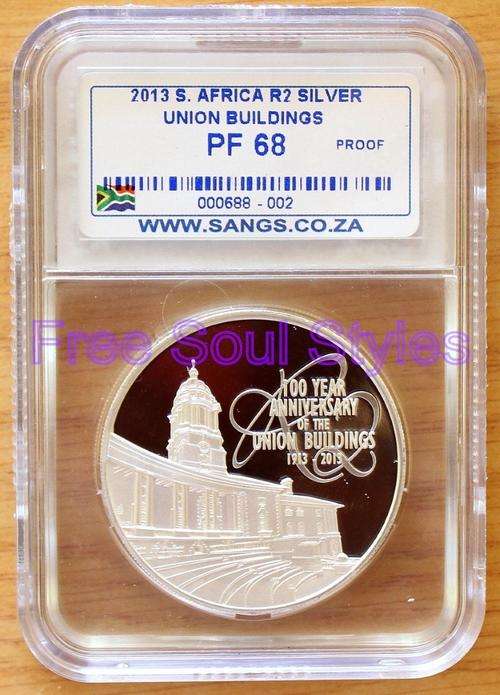 2013 S. AFRICA R2 SILVER
UNION BUILDINGS
PF 68 PROOF
000688 - 002
WWW.SANGS.CO.ZA
Free Soul Styles
100 YEAR
ANNIVERSARY
OF THE
UNION BUILDINGS
1913 - 2013